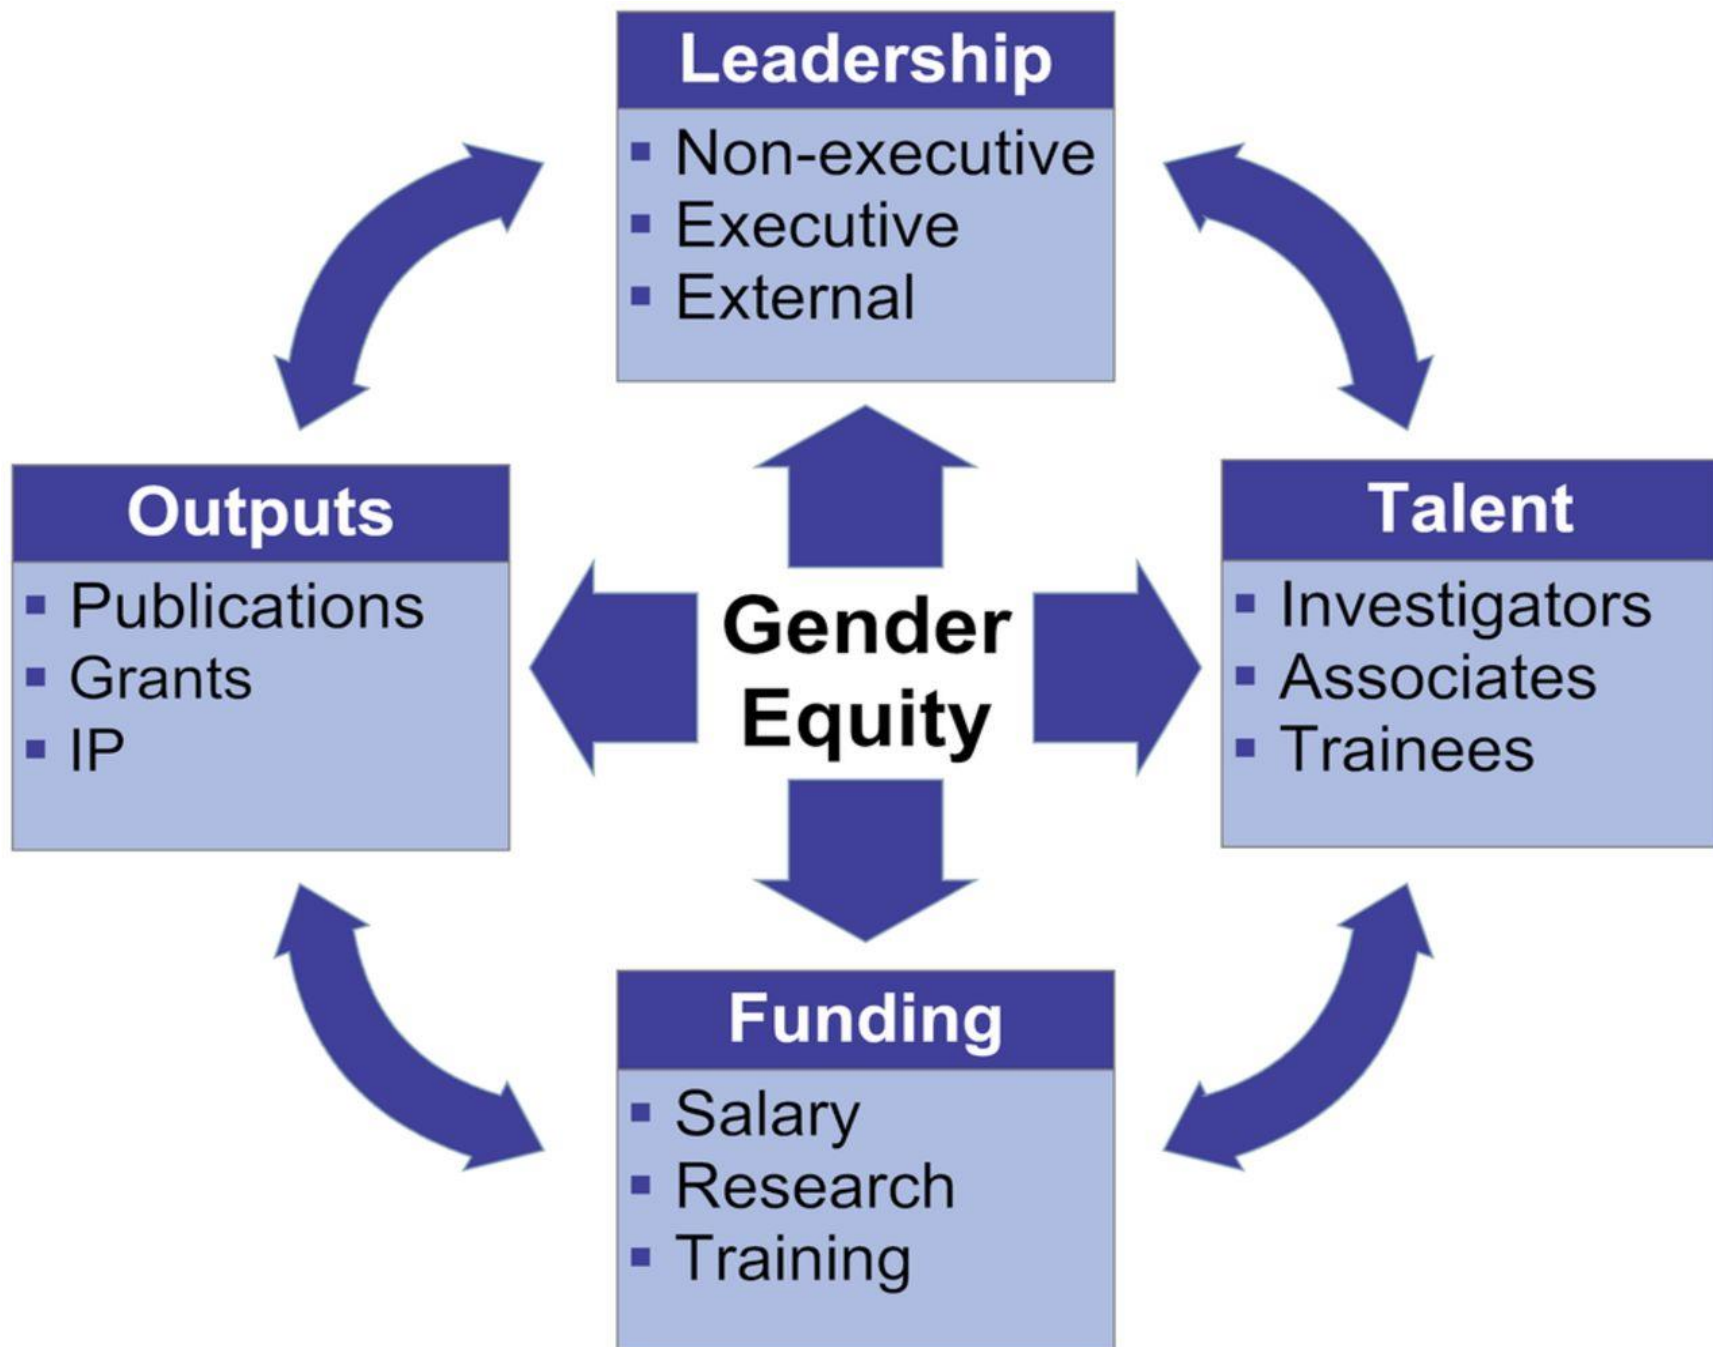 Leadership
▪ Non-executive
▪ Executive
▪ External
Outputs
▪ Publications
▪ Grants
▪ IP
Gender
Equity
Talent
▪ Investigators
▪ Associates
▪ Trainees
Funding
▪ Salary
▪ Research
▪ Training